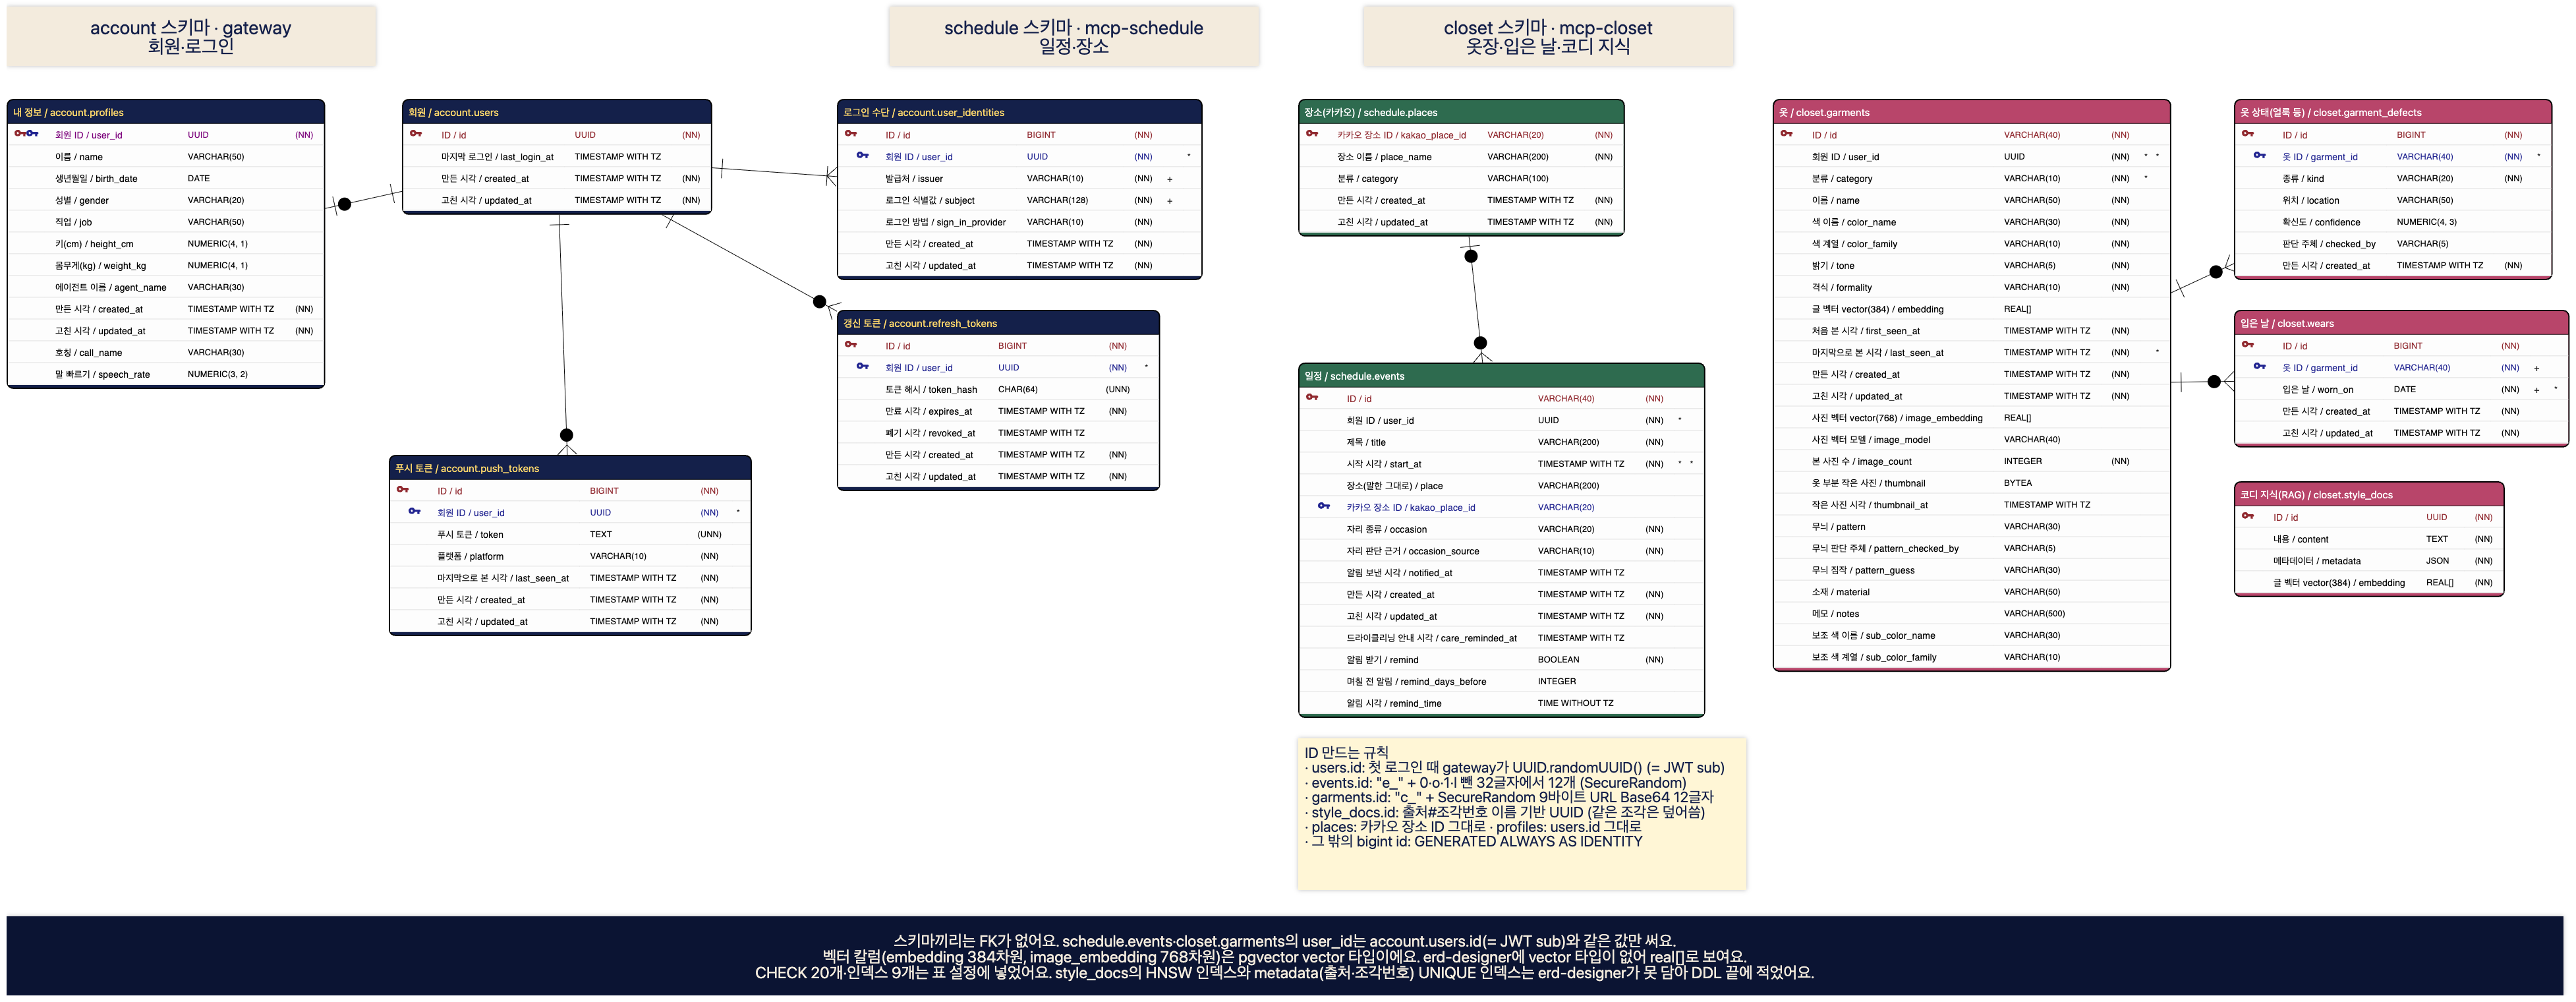 account 스키마 · gateway
회원·로그인
schedule 스키마 · mcp-schedule
일정·장소
closet 스키마 · mcp-closet
옷장·입은 날·코디 지식
내 정보 / account.profiles
회원 ID / user_id UUID (NN)
이름 / name VARCHAR(50)
생년월일 / birth_date DATE
성별 / gender VARCHAR(20)
직업 / job VARCHAR(50)
키(cm) / height_cm NUMERIC(4, 1)
몸무게(kg) / weight_kg NUMERIC(4, 1)
에이전트 이름 / agent_name VARCHAR(30)
만든 시각 / created_at TIMESTAMP WITH TZ (NN)
고친 시각 / updated_at TIMESTAMP WITH TZ (NN)
호칭 / call_name VARCHAR(30)
말 빠르기 / speech_rate NUMERIC(3, 2)
회원 / account.users
ID / id UUID (NN)
마지막 로그인 / last_login_at TIMESTAMP WITH TZ
만든 시각 / created_at TIMESTAMP WITH TZ (NN)
고친 시각 / updated_at TIMESTAMP WITH TZ (NN)
푸시 토큰 / account.push_tokens
ID / id BIGINT (NN)
회원 ID / user_id UUID (NN) *
푸시 토큰 / token TEXT (UNN)
플랫폼 / platform VARCHAR(10) (NN)
마지막으로 본 시각 / last_seen_at TIMESTAMP WITH TZ (NN)
만든 시각 / created_at TIMESTAMP WITH TZ (NN)
고친 시각 / updated_at TIMESTAMP WITH TZ (NN)
로그인 수단 / account.user_identities
ID / id BIGINT (NN)
회원 ID / user_id UUID (NN) *
발급처 / issuer VARCHAR(10) (NN) +
로그인 식별값 / subject VARCHAR(128) (NN) +
로그인 방법 / sign_in_provider VARCHAR(10) (NN)
만든 시각 / created_at TIMESTAMP WITH TZ (NN)
고친 시각 / updated_at TIMESTAMP WITH TZ (NN)
갱신 토큰 / account.refresh_tokens
ID / id BIGINT (NN)
회원 ID / user_id UUID (NN) *
토큰 해시 / token_hash CHAR(64) (UNN)
만료 시각 / expires_at TIMESTAMP WITH TZ (NN)
폐기 시각 / revoked_at TIMESTAMP WITH TZ
만든 시각 / created_at TIMESTAMP WITH TZ (NN)
고친 시각 / updated_at TIMESTAMP WITH TZ (NN)
장소(카카오) / schedule.places
카카오 장소 ID / kakao_place_id VARCHAR(20) (NN)
장소 이름 / place_name VARCHAR(200) (NN)
분류 / category VARCHAR(100)
만든 시각 / created_at TIMESTAMP WITH TZ (NN)
고친 시각 / updated_at TIMESTAMP WITH TZ (NN)
일정 / schedule.events
ID / id VARCHAR(40) (NN)
회원 ID / user_id UUID (NN) *
제목 / title VARCHAR(200) (NN)
시작 시각 / start_at TIMESTAMP WITH TZ (NN) * *
장소(말한 그대로) / place VARCHAR(200)
카카오 장소 ID / kakao_place_id VARCHAR(20)
자리 종류 / occasion VARCHAR(20) (NN)
자리 판단 근거 / occasion_source VARCHAR(10) (NN)
알림 보낸 시각 / notified_at TIMESTAMP WITH TZ
만든 시각 / created_at TIMESTAMP WITH TZ (NN)
고친 시각 / updated_at TIMESTAMP WITH TZ (NN)
드라이클리닝 안내 시각 / care_reminded_at TIMESTAMP WITH TZ
알림 받기 / remind BOOLEAN (NN)
며칠 전 알림 / remind_days_before INTEGER
알림 시각 / remind_time TIME WITHOUT TZ
ID 만드는 규칙
· users.id: 첫 로그인 때 gateway가 UUID.randomUUID() (= JWT sub)
· events.id: "e_" + 0·o·1·l 뺀 32글자에서 12개 (SecureRandom)
· garments.id: "c_" + SecureRandom 9바이트 URL Base64 12글자
· style_docs.id: 출처#조각번호 이름 기반 UUID (같은 조각은 덮어씀)
· places: 카카오 장소 ID 그대로 · profiles: users.id 그대로
· 그 밖의 bigint id: GENERATED ALWAYS AS IDENTITY
옷 / closet.garments
ID / id VARCHAR(40) (NN)
회원 ID / user_id UUID (NN) * *
분류 / category VARCHAR(10) (NN) *
이름 / name VARCHAR(50) (NN)
색 이름 / color_name VARCHAR(30) (NN)
색 계열 / color_family VARCHAR(10) (NN)
밝기 / tone VARCHAR(5) (NN)
격식 / formality VARCHAR(10) (NN)
글 벡터 vector(384) / embedding REAL[]
처음 본 시각 / first_seen_at TIMESTAMP WITH TZ (NN)
마지막으로 본 시각 / last_seen_at TIMESTAMP WITH TZ (NN) *
만든 시각 / created_at TIMESTAMP WITH TZ (NN)
고친 시각 / updated_at TIMESTAMP WITH TZ (NN)
사진 벡터 vector(768) / image_embedding REAL[]
사진 벡터 모델 / image_model VARCHAR(40)
본 사진 수 / image_count INTEGER (NN)
옷 부분 작은 사진 / thumbnail BYTEA
작은 사진 시각 / thumbnail_at TIMESTAMP WITH TZ
무늬 / pattern VARCHAR(30)
무늬 판단 주체 / pattern_checked_by VARCHAR(5)
무늬 짐작 / pattern_guess VARCHAR(30)
소재 / material VARCHAR(50)
메모 / notes VARCHAR(500)
보조 색 이름 / sub_color_name VARCHAR(30)
보조 색 계열 / sub_color_family VARCHAR(10)
옷 상태(얼룩 등) / closet.garment_defects
ID / id BIGINT (NN)
옷 ID / garment_id VARCHAR(40) (NN) *
종류 / kind VARCHAR(20) (NN)
위치 / location VARCHAR(50)
확신도 / confidence NUMERIC(4, 3)
판단 주체 / checked_by VARCHAR(5)
만든 시각 / created_at TIMESTAMP WITH TZ (NN)
입은 날 / closet.wears
ID / id BIGINT (NN)
옷 ID / garment_id VARCHAR(40) (NN) +
입은 날 / worn_on DATE (NN) + *
만든 시각 / created_at TIMESTAMP WITH TZ (NN)
고친 시각 / updated_at TIMESTAMP WITH TZ (NN)
코디 지식(RAG) / closet.style_docs
ID / id UUID (NN)
내용 / content TEXT (NN)
메타데이터 / metadata JSON (NN)
글 벡터 vector(384) / embedding REAL[] (NN)
스키마끼리는 FK가 없어요. schedule.events·closet.garments의 user_id는 account.users.id(= JWT sub)와 같은 값만 써요.
벡터 칼럼(embedding 384차원, image_embedding 768차원)은 pgvector vector 타입이에요. erd-designer에 vector 타입이 없어 real[]로 보여요.
CHECK 20개·인덱스 9개는 표 설정에 넣었어요. style_docs의 HNSW 인덱스와 metadata(출처·조각번호) UNIQUE 인덱스는 erd-designer가 못 담아 DDL 끝에 적었어요.